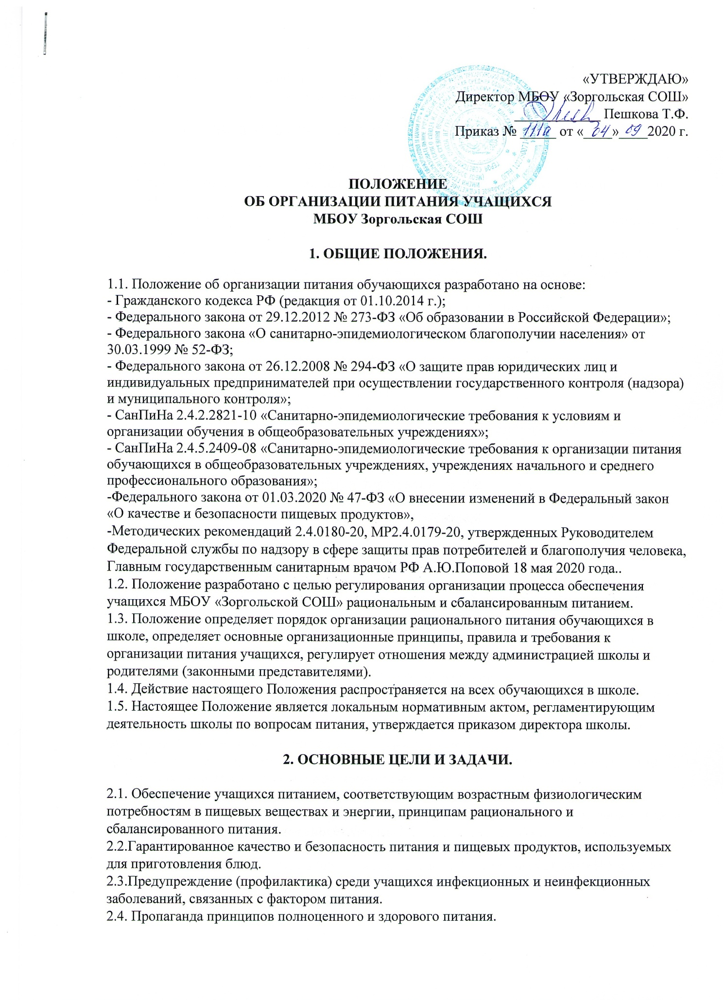 «УТВЕРЖДАЮ»
Директор МБОУ «Зоргольская СОШ»
____________ Пешкова Т.Ф.
Приказ № 111а от «04» 09 2020 г.
ПОЛОЖЕНИЕ
ОБ ОРГАНИЗАЦИИ ПИТАНИЯ УЧАЩИХСЯ
МБОУ Зоргольская СОШ
1. ОБЩИЕ ПОЛОЖЕНИЯ.
1.1. Положение об организации питания обучающихся разработано на основе:
- Гражданского кодекса РФ (редакция от 01.10.2014 г.);
- Федерального закона от 29.12.2012 № 273-ФЗ «Об образовании в Российской Федерации»;
- Федерального закона «О санитарно-эпидемиологическом благополучии населения» от
30.03.1999 № 52-ФЗ;
- Федерального закона от 26.12.2008 № 294-ФЗ «О защите прав юридических лиц и
индивидуальных предпринимателей при осуществлении государственного контроля (надзора)
и муниципального контроля»;
- СанПиНа 2.4.2.2821-10 «Санитарно-эпидемиологические требования к условиям и
организации обучения в общеобразовательных учреждениях»;
- СанПиНа 2.4.5.2409-08 «Санитарно-эпидемиологические требования к организации питания
обучающихся в общеобразовательных учреждениях, учреждениях начального и среднего
профессионального образования»;
-Федерального закона от 01.03.2020 № 47-ФЗ «О внесении изменений в Федеральный закон
«О качестве и безопасности пищевых продуктов»,
-Методических рекомендаций 2.4.0180-20, МР2.4.0179-20, утвержденных Руководителем
Федеральной службы по надзору в сфере защиты прав потребителей и благополучия человека,
Главным государственным санитарным врачом РФ А.Ю.Поповой 18 мая 2020 года..
1.2. Положение разработано с целью регулирования организации процесса обеспечения
учащихся МБОУ «Зоргольской СОШ» рациональным и сбалансированным питанием.
1.3. Положение определяет порядок организации рационального питания обучающихся в
школе, определяет основные организационные принципы, правила и требования к
организации питания учащихся, регулирует отношения между администрацией школы и
родителями (законными представителями).
1.4. Действие настоящего Положения распространяется на всех обучающихся в школе.
1.5. Настоящее Положение является локальным нормативным актом, регламентирующим
деятельность школы по вопросам питания, утверждается приказом директора школы.
2. ОСНОВНЫЕ ЦЕЛИ И ЗАДАЧИ.
2.1. Обеспечение учащихся питанием, соответствующим возрастным физиологическим
потребностям в пищевых веществах и энергии, принципам рационального и
сбалансированного питания.
2.2.Гарантированное качество и безопасность питания и пищевых продуктов, используемых
для приготовления блюд.
2.3.Предупреждение (профилактика) среди учащихся инфекционных и неинфекционных
заболеваний, связанных с фактором питания.
2.4. Пропаганда принципов полноценного и здорового питания.